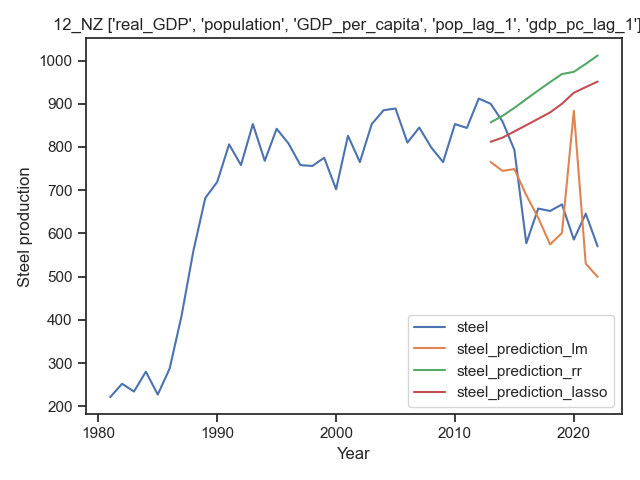 12_NZ ['real_GDP', 'population', 'GDP_per_capita', 'pop_lag_1', 'gdp_pc_lag_1']
1000
900
800
700
600
500
400
300
200
Steel production
1980
1990
2000
2010
2020
Year
steel
steel_prediction_lm
steel_prediction_rr
steel_prediction_lasso